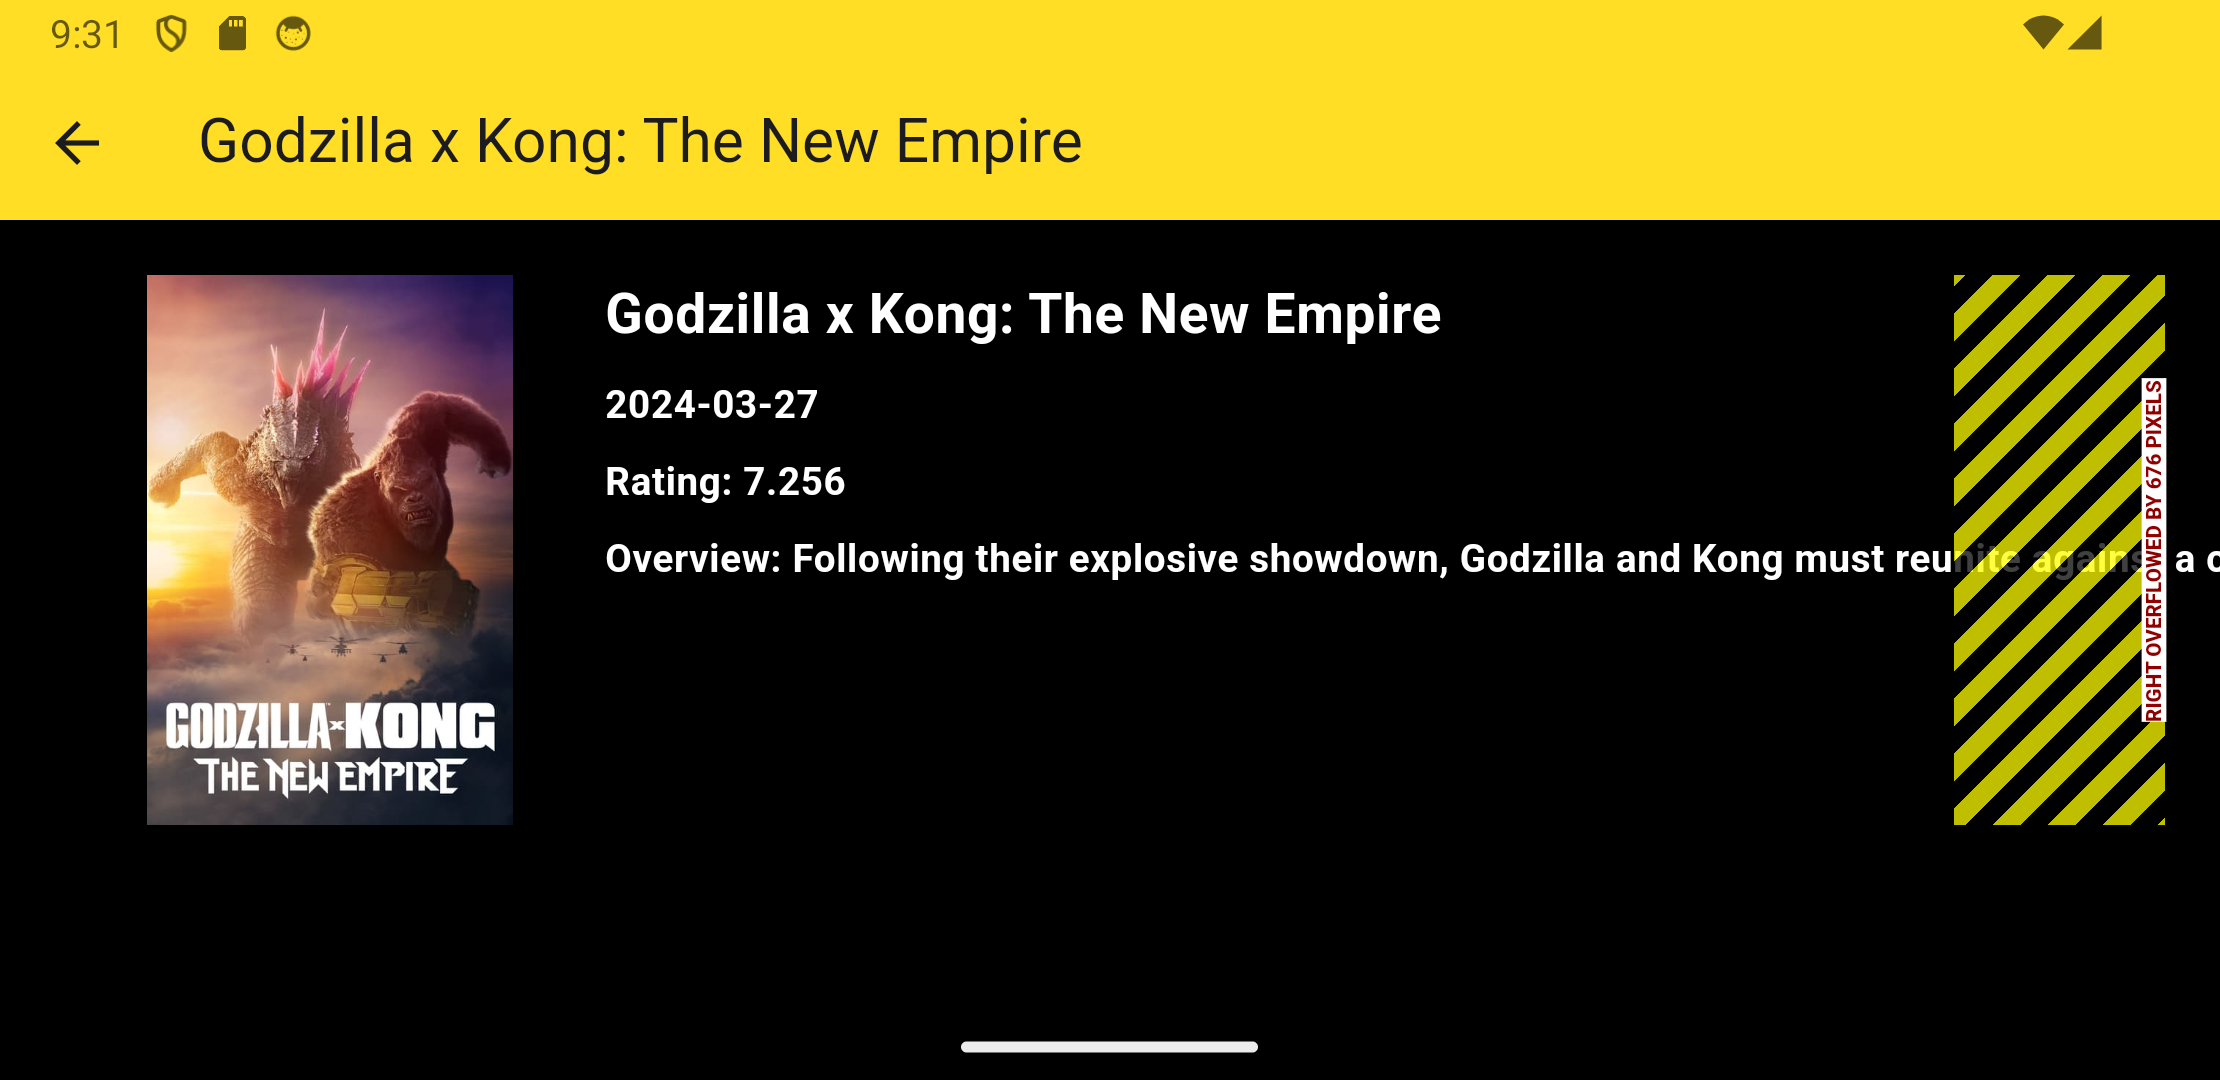 9:31
Godzilla x Kong: The New Empire
Godzilla x Kong: The New Empire
2024-03-27
Rating: 7.256
Overview: Following their explosive showdown, Godzilla and Kong must reunite against a
RIGHT OVERFLOWED BY 676 PIXELS
GODZILLA x KONG
THE NEW EMPIRE